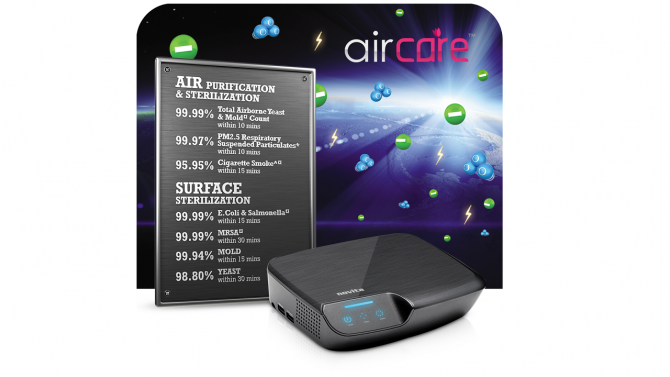 aircare™
AIR PURIFICATION
& STERILIZATION
99.99% Total Airborne Yeast
& Mold¤ Count
within 10 mins
99.97% PM2.5 Respiratory
Suspended Particulates+
within 10 mins
95.95% Cigarette Smoke^¤
within 15 mins
SURFACE
STERILIZATION
99.99% E.Coli & Salmonella¤
within 15 mins
99.99% MRSA¤
within 30 mins
99.94% MOLD
within 15 mins
98.80% YEAST
within 30 mins
novita